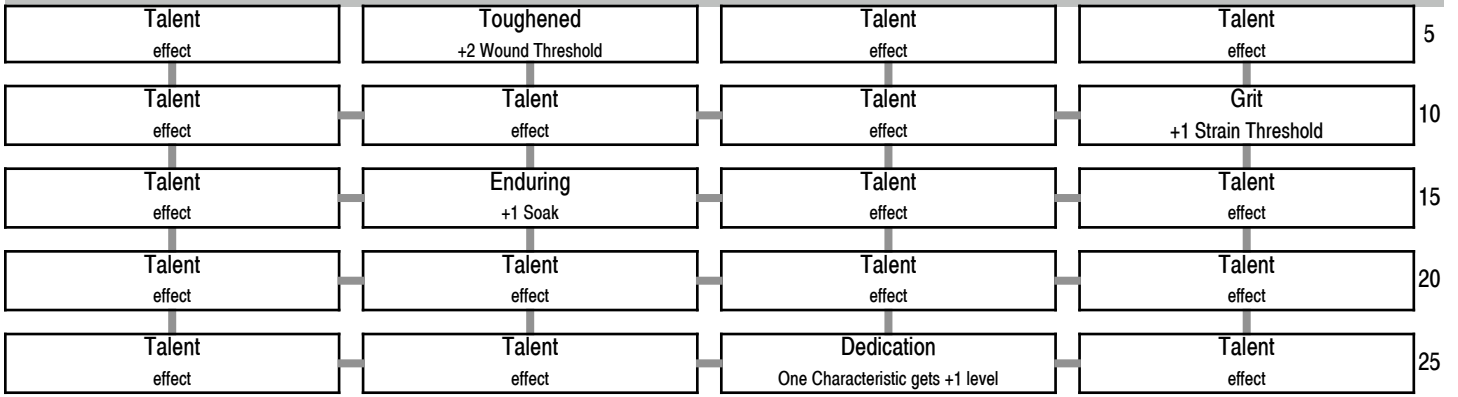 Talent Toughened Talent Talent
effect +2 Wound Threshold effect effect 5
Talent Talent Talent Grit
effect effect effect +1 Strain Threshold 10
Talent Enduring Talent Talent
effect +1 Soak effect effect 15
Talent Talent Talent Talent
effect effect effect effect 20
Talent Talent Dedication Talent
effect effect One Characteristic gets +1 level effect 25